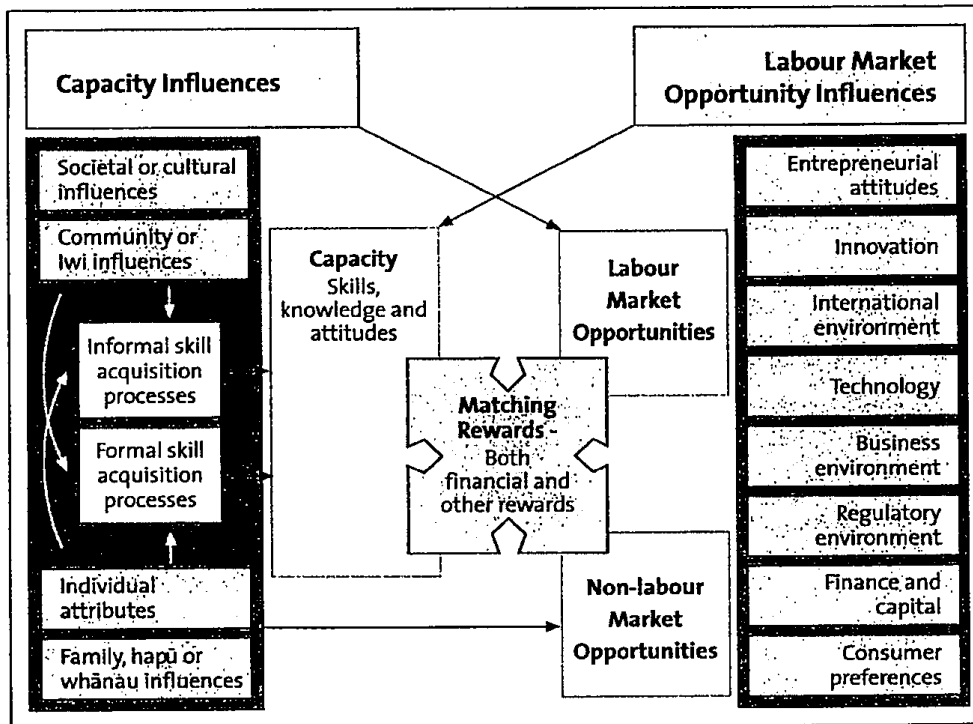 Capacity Influences
Labour Market
Opportunity Influences
Societal or cultural
influences
Community or
Iwi influences
Informal skill
acquisition
processes
Formal skill
acquisition
processes
Individual
attributes
Family, hapū or
whānau influences
Capacity
Skills,
knowledge and
attitudes
Labour
Market
Opportunities
Matching
Rewards -
Both
financial and
other rewards
Non-labour
Market
Opportunities
Entrepreneurial
attitudes
Innovation
International
environment
Technology
Business
environment
Regulatory
environment
Finance and
capital
Consumer
preferences